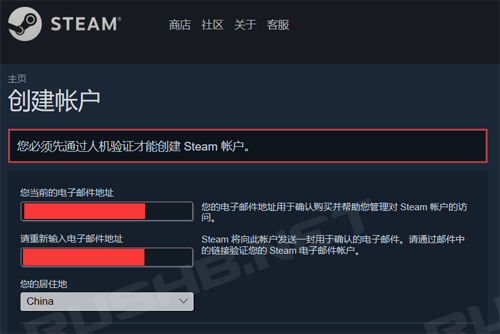 STEAM®
商店 社区 关于 客服
主页
创建帐户
您必须先通过人机验证才能创建 Steam 帐户。
您当前的电子邮件地址
您的电子邮件地址用于确认购买并帮助您管理对 Steam 帐户的访
问。
请重新输入电子邮件地址
Steam 将向此帐户发送一封用于确认的电子邮件。请通过邮件中
的链接验证您的 Steam 电子邮件帐户。
您的居住地
China
RUSHB.NET